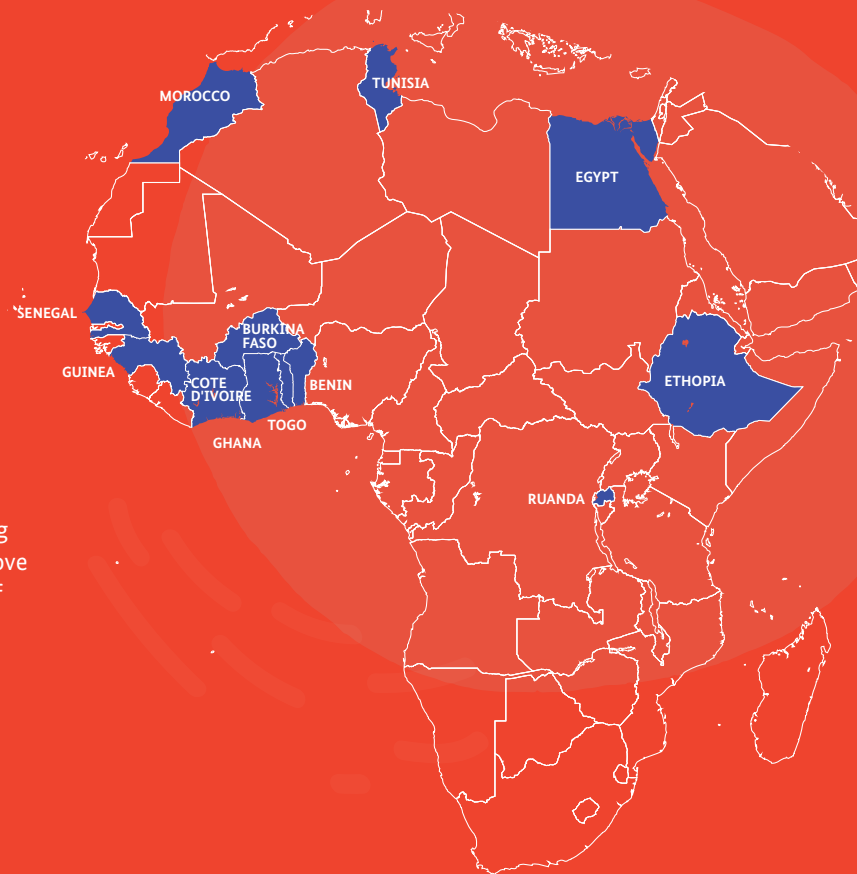 MOROCCO
TUNISIA
EGYPT
SENEGAL
BURKINA
FASO
GUINEA
COTE
D'IVOIRE
BENIN
ETHOPIA
TOGO
GHANA
RUANDA